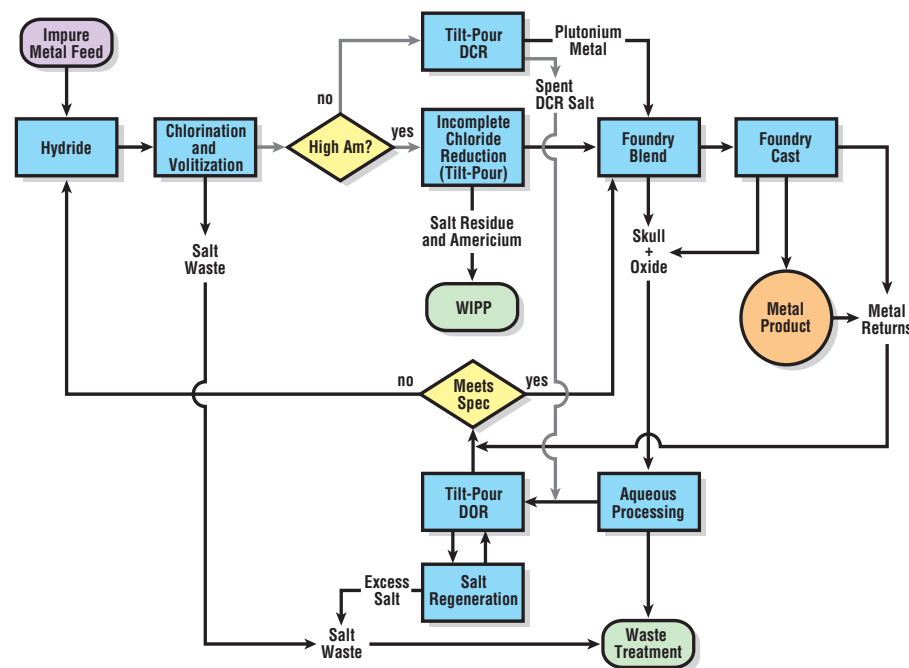 Impure
Metal Feed
Tilt-Pour
DCR
Plutonium
Metal
Spent
DCR Salt
no
Hydride
Chlorination
and
Volitization
High Am?
yes
Incomplete
Chloride
Reduction
(Tilt-Pour)
Foundry
Blend
Foundry
Cast
Salt
Waste
Salt Residue
and Americium
Skull
+
Oxide
WIPP
Metal
Product
Metal
Returns
no
Meets
Spec
yes
Tilt-Pour
DOR
Aqueous
Processing
Excess
Salt
Salt
Regeneration
Salt
Waste
Waste
Treatment